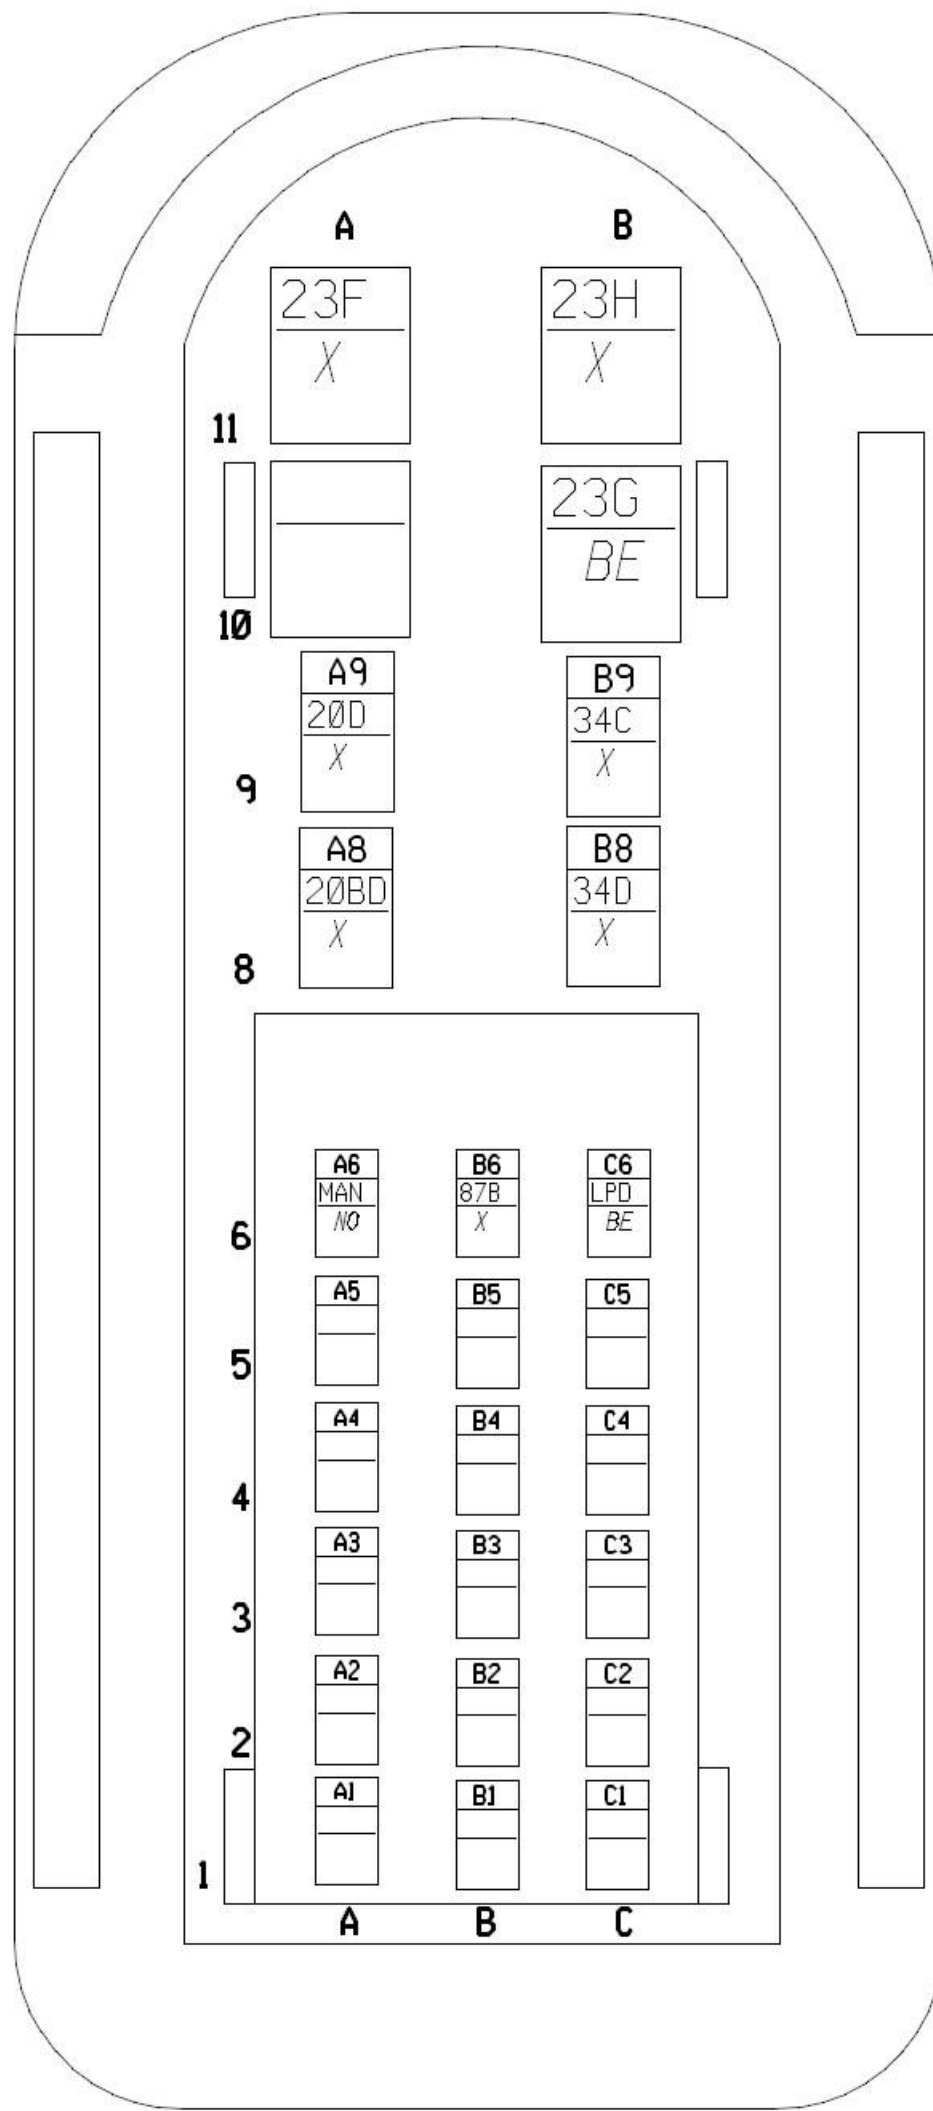 A B
23F 23H
X X
11
23G
BE
10
A9 B9
20D 34C
X X
9
A8 B8
20BD 34D
X X
8
A6 B6 C6
MAN 87B LPD
NO X BE
6
A5 B5 C5
5
A4 B4 C4
4
A3 B3 C3
3
A2 B2 C2
2
A1 B1 C1
1
A B C